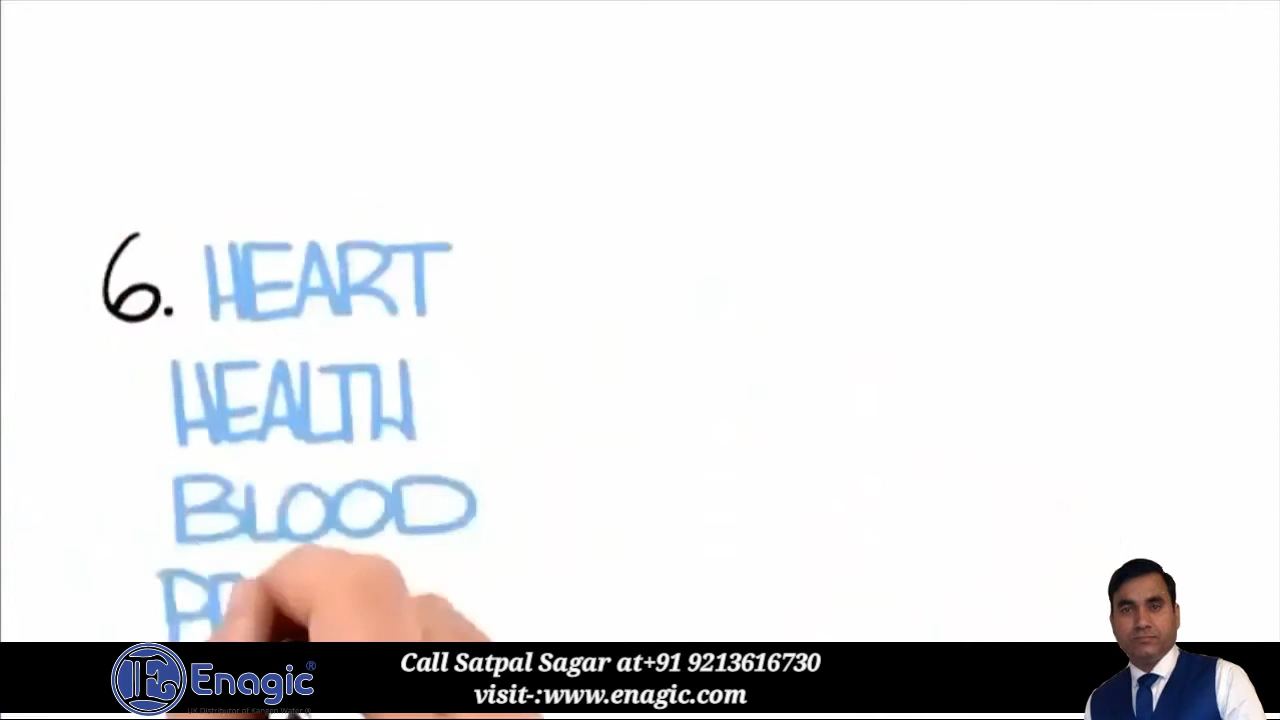 6. HEART
HEALTH
BLOOD
Enagic®
Call Satpal Sagar at+91 9213616730
visit-:www.enagic.com